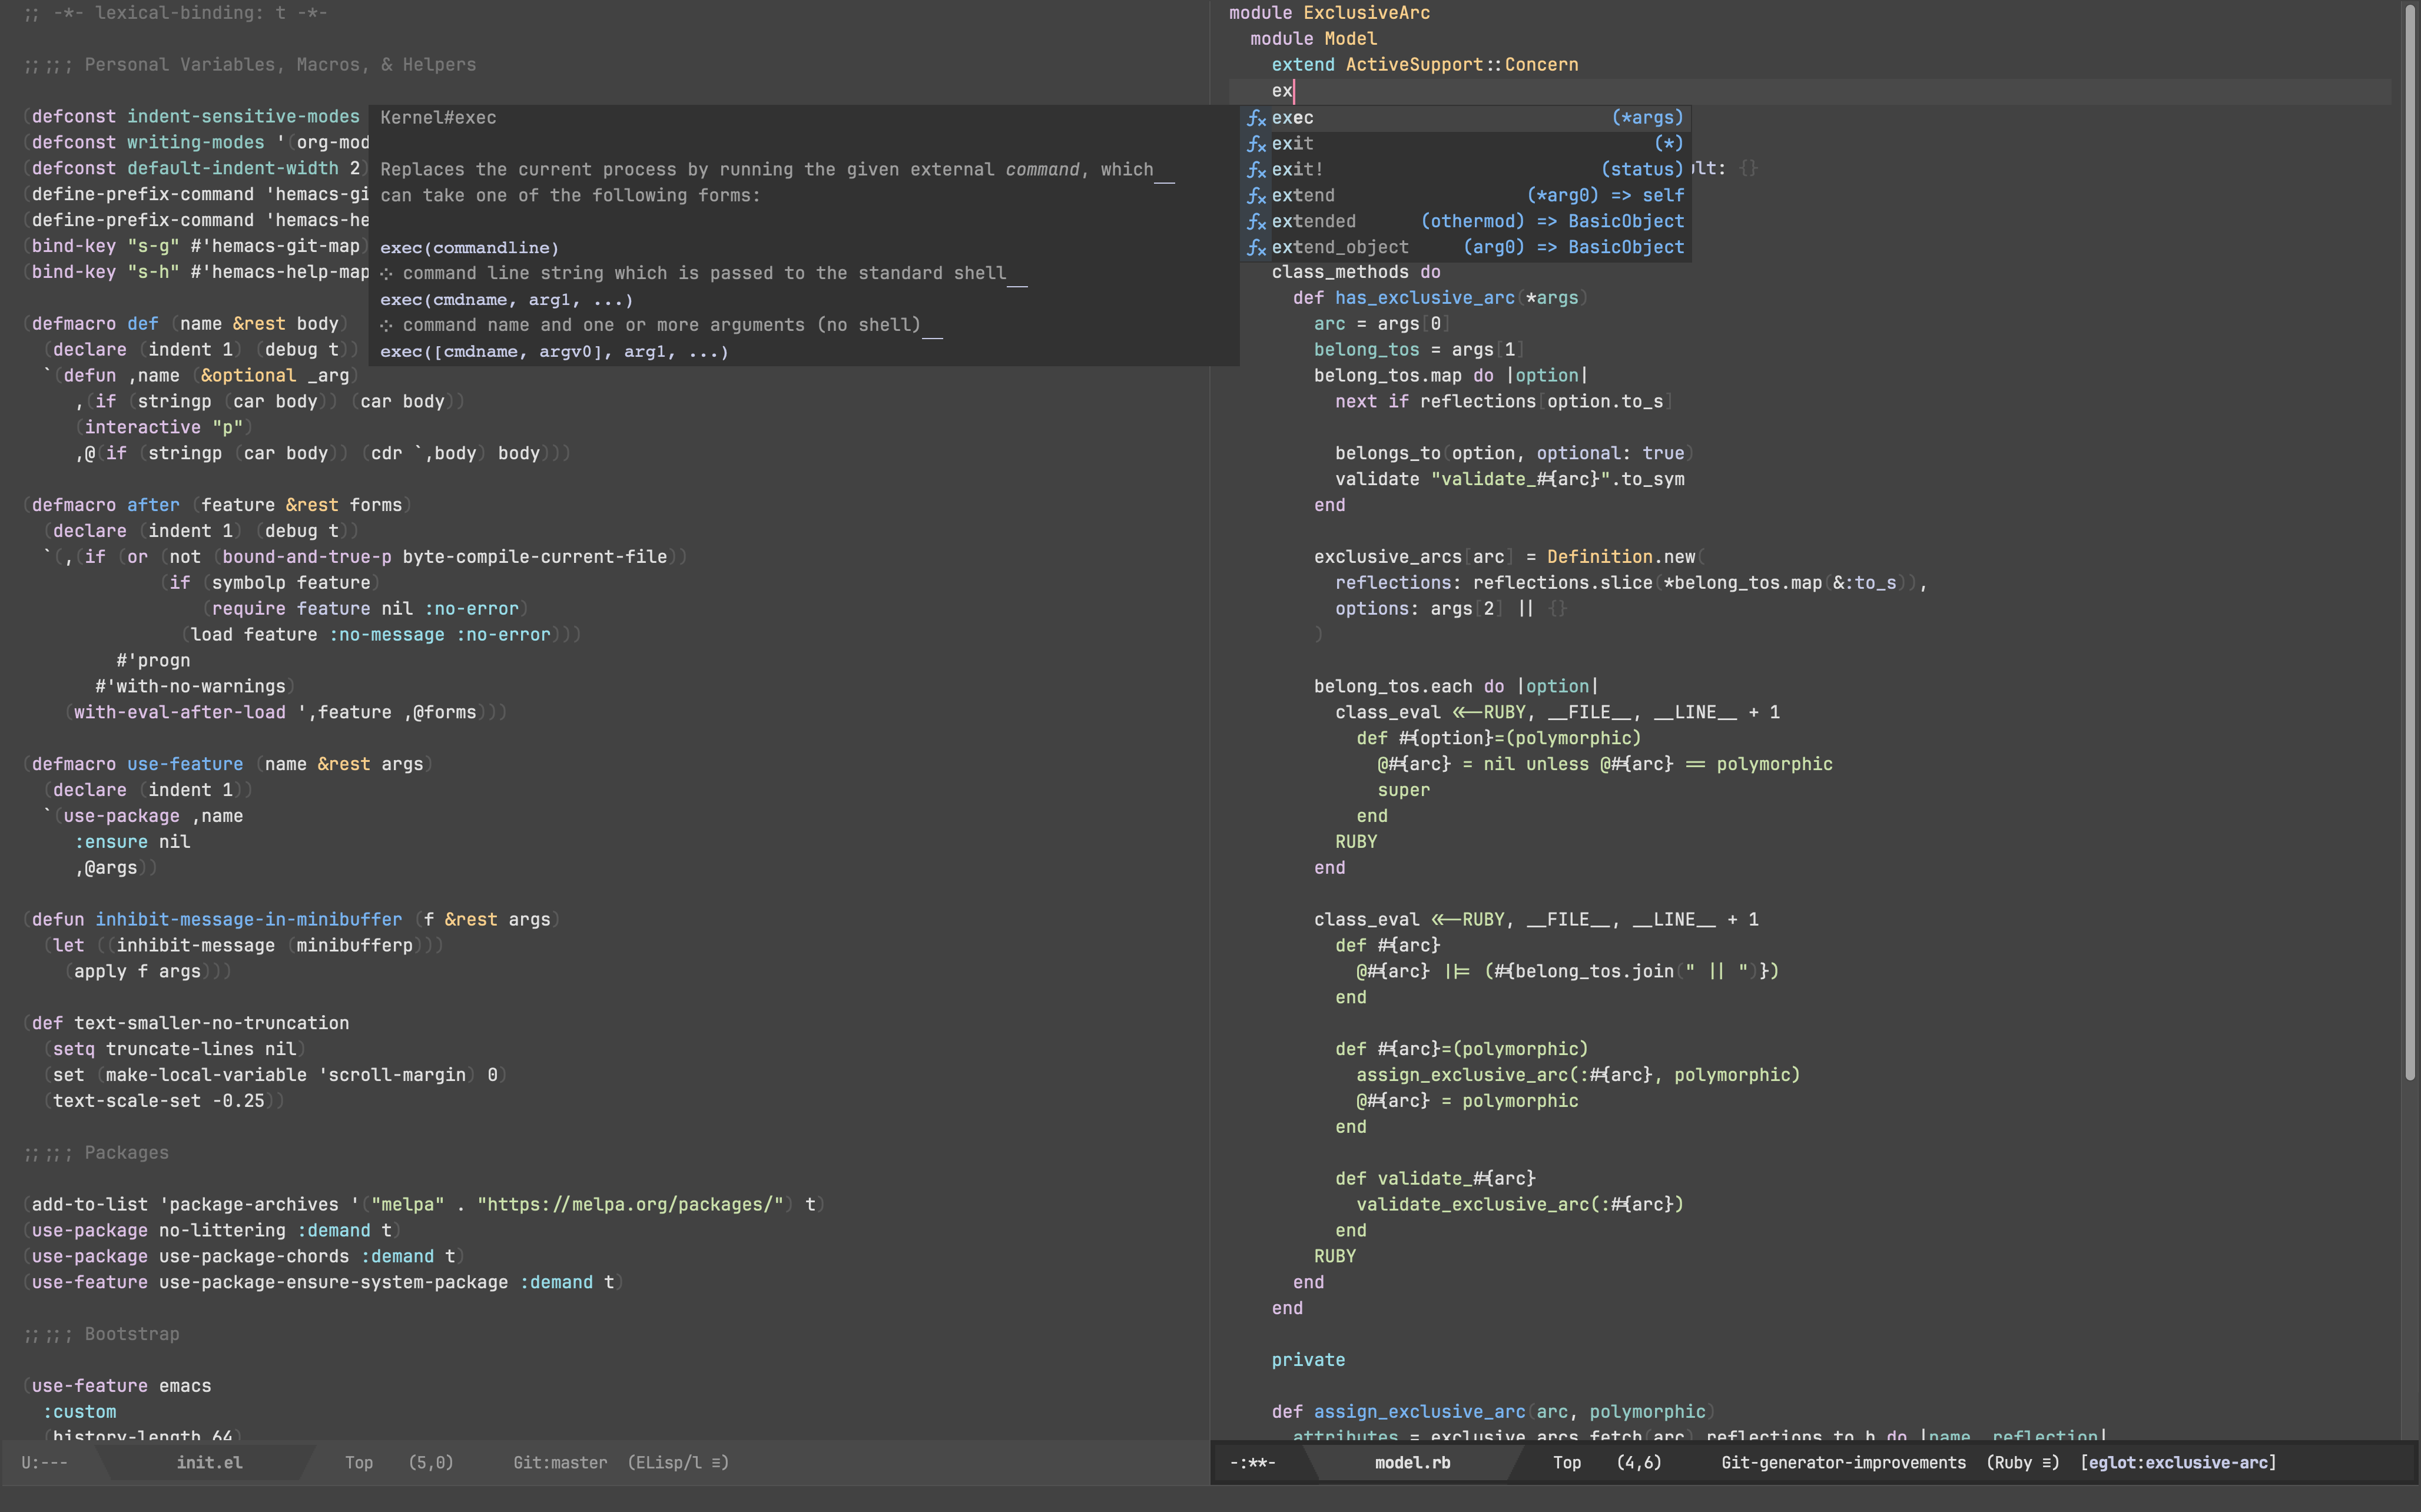 ;; -*- lexical-binding: t -*-
;;;;; Personal Variables, Macros, & Helpers
(defconst indent-sensitive-modes
(defconst writing-modes '(org-mod
(defconst default-indent-width 2)
(define-prefix-command 'hemacs-gi
(define-prefix-command 'hemacs-he
(bind-key "s-g" #'hemacs-git-map)
(bind-key "s-h" #'hemacs-help-map
(defmacro def (name &rest body)
  (declare (indent 1) (debug t))
  `(defun ,name (&optional _arg)
     ,(if (stringp (car body)) (car body))
     (interactive "p")
     ,@(if (stringp (car body)) (cdr `,body) body)))
(defmacro after (feature &rest forms)
  (declare (indent 1) (debug t))
  `(,(if (or (not (bound-and-true-p byte-compile-current-file))
             (if (symbolp feature)
                 (require feature nil :no-error)
               (load feature :no-message :no-error)))
         #'progn
       #'with-no-warnings)
    (with-eval-after-load ',feature ,@forms)))
(defmacro use-feature (name &rest args)
  (declare (indent 1))
  `(use-package ,name
     :ensure nil
     ,@args))
(defun inhibit-message-in-minibuffer (f &rest args)
  (let ((inhibit-message (minibufferp)))
    (apply f args)))
(def text-smaller-no-truncation
  (setq truncate-lines nil)
  (set (make-local-variable 'scroll-margin) 0)
  (text-scale-set -0.25))
;;;;; Packages
(add-to-list 'package-archives '("melpa" . "https://melpa.org/packages/") t)
(use-package no-littering :demand t)
(use-package use-package-chords :demand t)
(use-feature use-package-ensure-system-package :demand t)
;;;;; Bootstrap
(use-feature emacs
  :custom
  (history-length 64)
U:--- init.el Top (5,0) Git:master (ELisp/l ≡)
Kernel#exec
Replaces the current process by running the given external command, which__
can take one of the following forms:
exec(commandline)
⁘ command line string which is passed to the standard shell__
exec(cmdname, arg1, ...)
⁘ command name and one or more arguments (no shell)__
exec([cmdname, argv0], arg1, ...)
module ExclusiveArc
  module Model
    extend ActiveSupport::Concern
    ex
fx exec (*args)
fx exit (*)
fx exit! (status)
fx extend (*arg0) => self
fx extended (othermod) => BasicObject
fx extend_object (arg0) => BasicObject
ult: {}
    class_methods do
      def has_exclusive_arc(*args)
        arc = args[0]
        belong_tos = args[1]
        belong_tos.map do |option|
          next if reflections[option.to_s]
          belongs_to(option, optional: true)
          validate "validate_#{arc}".to_sym
        end
        exclusive_arcs[arc] = Definition.new(
          reflections: reflections.slice(*belong_tos.map(&:to_s)),
          options: args[2] || {}
        )
        belong_tos.each do |option|
          class_eval <<-RUBY, __FILE__, __LINE__ + 1
            def #{option}=(polymorphic)
              @#{arc} = nil unless @#{arc} == polymorphic
              super
            end
          RUBY
        end
        class_eval <<-RUBY, __FILE__, __LINE__ + 1
          def #{arc}
            @#{arc} ||= (#{belong_tos.join(" || ")})
          end
          def #{arc}=(polymorphic)
            assign_exclusive_arc(:#{arc}, polymorphic)
            @#{arc} = polymorphic
          end
          def validate_#{arc}
            validate_exclusive_arc(:#{arc})
          end
        RUBY
      end
    end
    private
    def assign_exclusive_arc(arc, polymorphic)
      attributes = exclusive_arcs.fetch(arc).reflections.to_h do |name, reflection|
-:**- model.rb Top (4,6) Git-generator-improvements (Ruby ≡) [eglot:exclusive-arc]